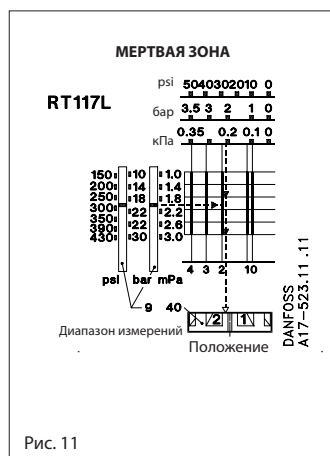 МЕРТВАЯ ЗОНА
psi 50 40 30 20 10 0
RT117L
бар 3.5 3 2 1 0
кПа 0.35 0.2 0.1 0
150 10 1.0
200 14 1.4
250 18 1.8
300 22 2.2
350 22 2.6
390
430 30 3.0
4 3 2 10
psi bar mPa
9 40
Диапазон измерений
2 1
Положение
DANFOSS
A17-523.11 .11
Рис. 11